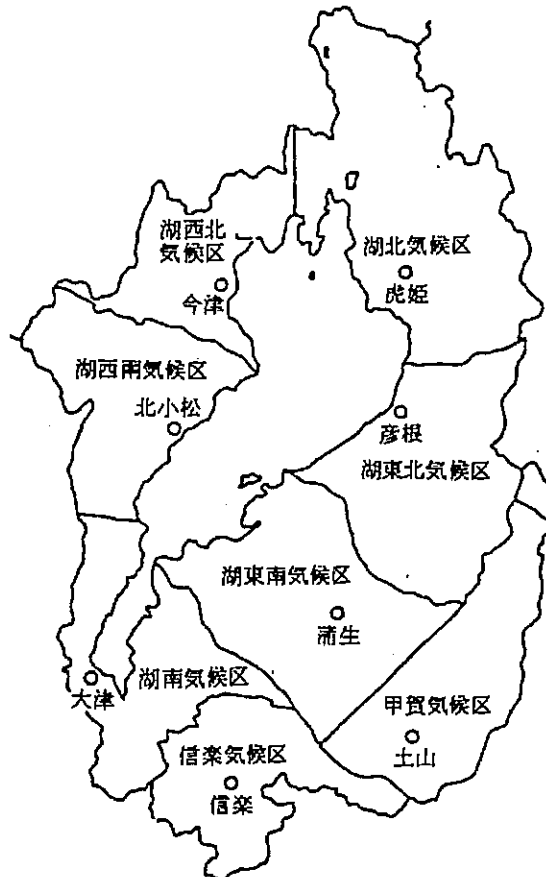 湖西北
気候区
今津
湖北気候区
虎姫
湖西南気候区
北小松
彦根
湖東北気候区
湖東南気候区
蒲生
大津
湖南気候区
甲賀気候区
土山
信楽気候区
信楽